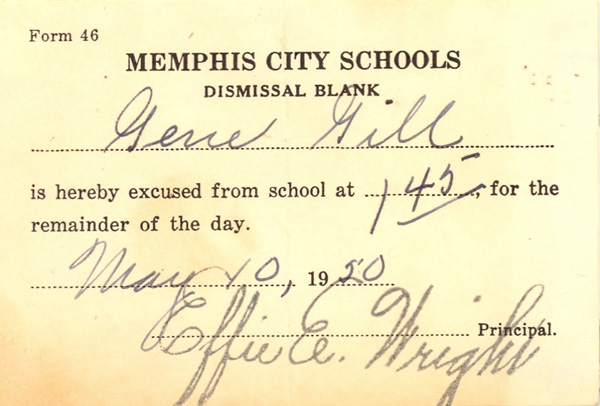 Form 46
MEMPHIS CITY SCHOOLS
DISMISSAL BLANK
Gene Gill
is hereby excused from school at 1 45, for the
remainder of the day.
May 10, 1950
Effie E. Wright Principal.